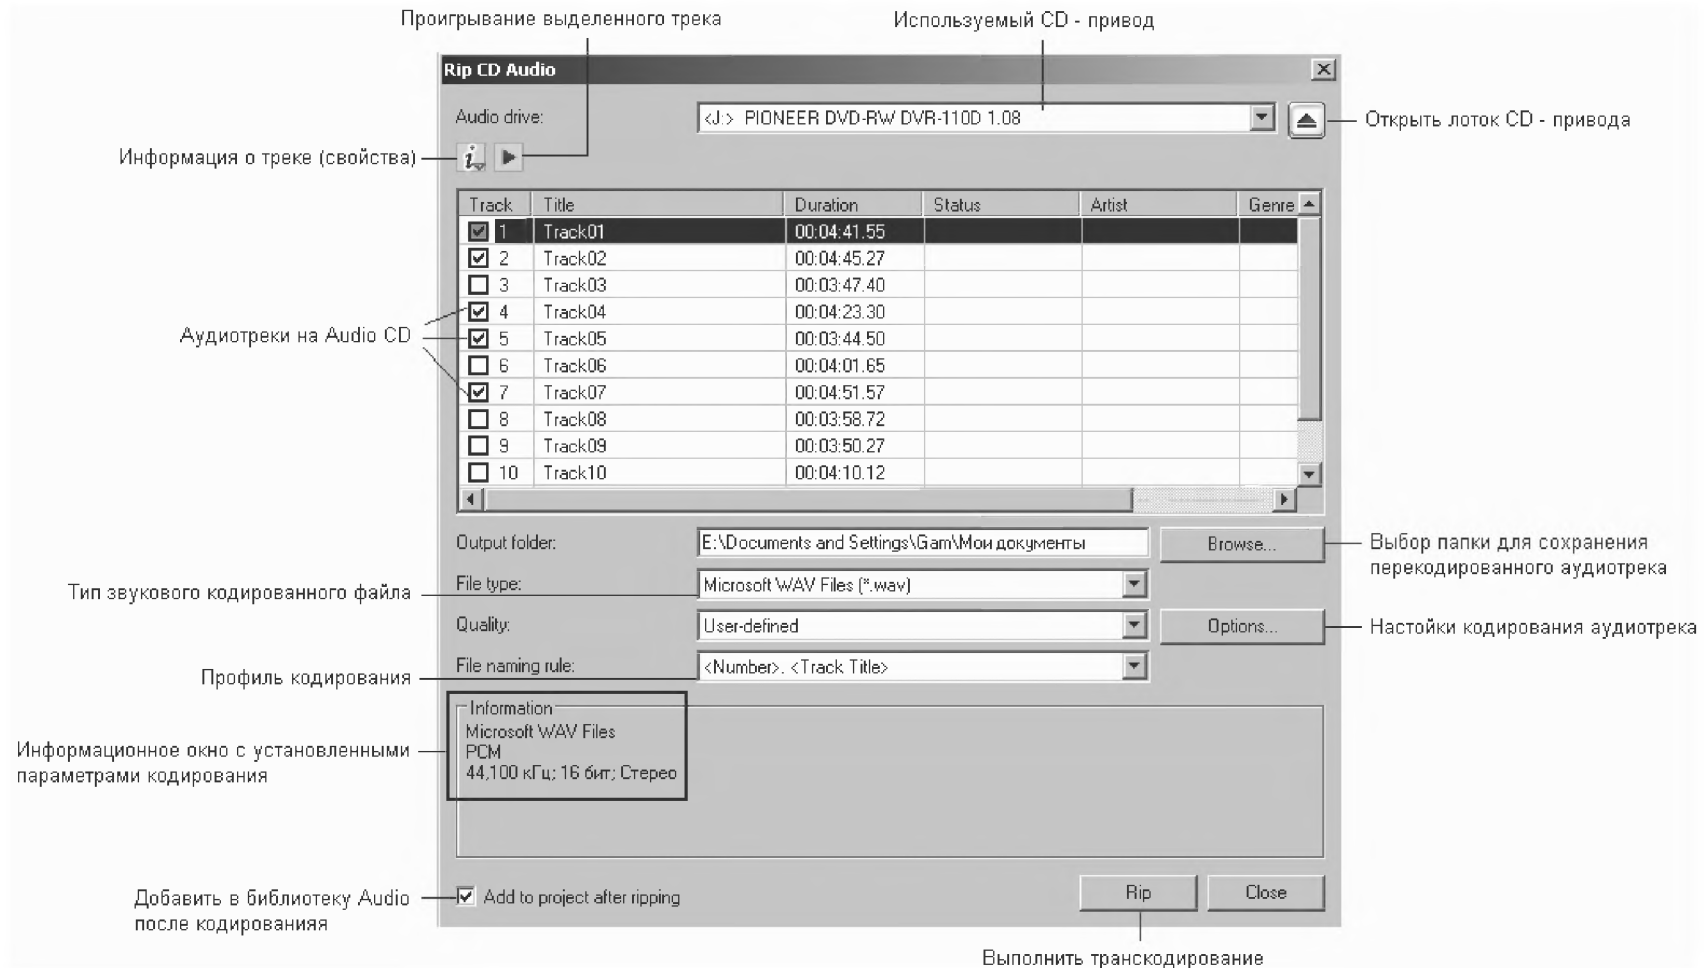 Проигрывание выделенного трека
Используемый CD - привод
Rip CD Audio
Audio drive:
<J:> PIONEER DVD-RW DVR-110D 1.08
Открыть лоток CD - привода
Информация о треке (свойства)
Track Title Duration Status Artist Genre
1 Track01 00:04:41.55
2 Track02 00:04:45.27
3 Track03 00:03:47.40
4 Track04 00:04:23.30
Аудиотреки на Audio CD
5 Track05 00:03:44.50
6 Track06 00:04:01.65
7 Track07 00:04:51.57
8 Track08 00:03:58.72
9 Track09 00:03:50.27
10 Track10 00:04:10.12
Output folder: E:\Documents and Settings\Gam\Мои документы Browse...
Выбор папки для сохранения
перекодированного аудиотрека
Тип звукового кодированного файла
File type: Microsoft WAV Files (*.wav)
Quality: User-defined Options...
Настойки кодирования аудиотрека
Профиль кодирования
File naming rule: <Number>. <Track Title>
Information
Microsoft WAV Files
PCM
44,100 кГц; 16 бит; Стерео
Информационное окно с установленными
параметрами кодирования
Добавить в библиотеку Audio
после кодированияя
Add to project after ripping
Rip Close
Выполнить транскодирование